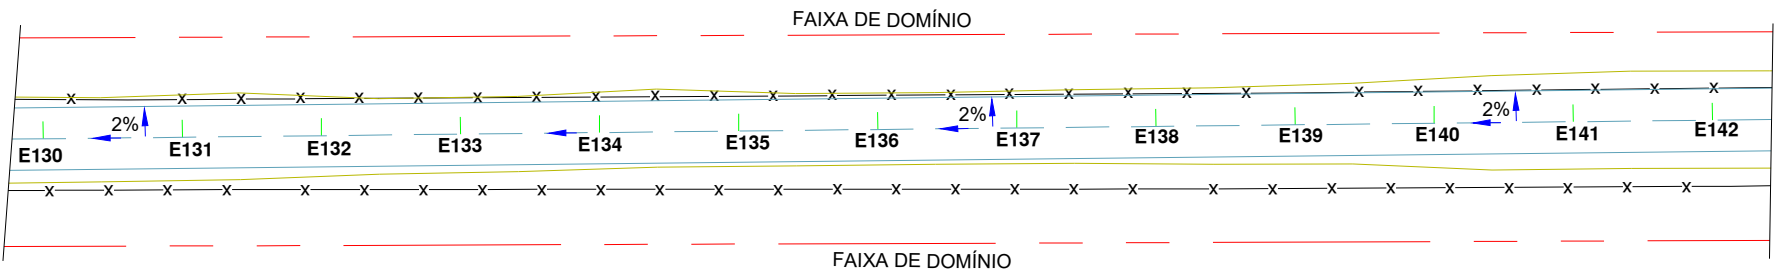 FAIXA DE DOMÍNIO
2% 2% 2%
E130 E131 E132 E133 E134 E135 E136 E137 E138 E139 E140 E141 E142
FAIXA DE DOMÍNIO